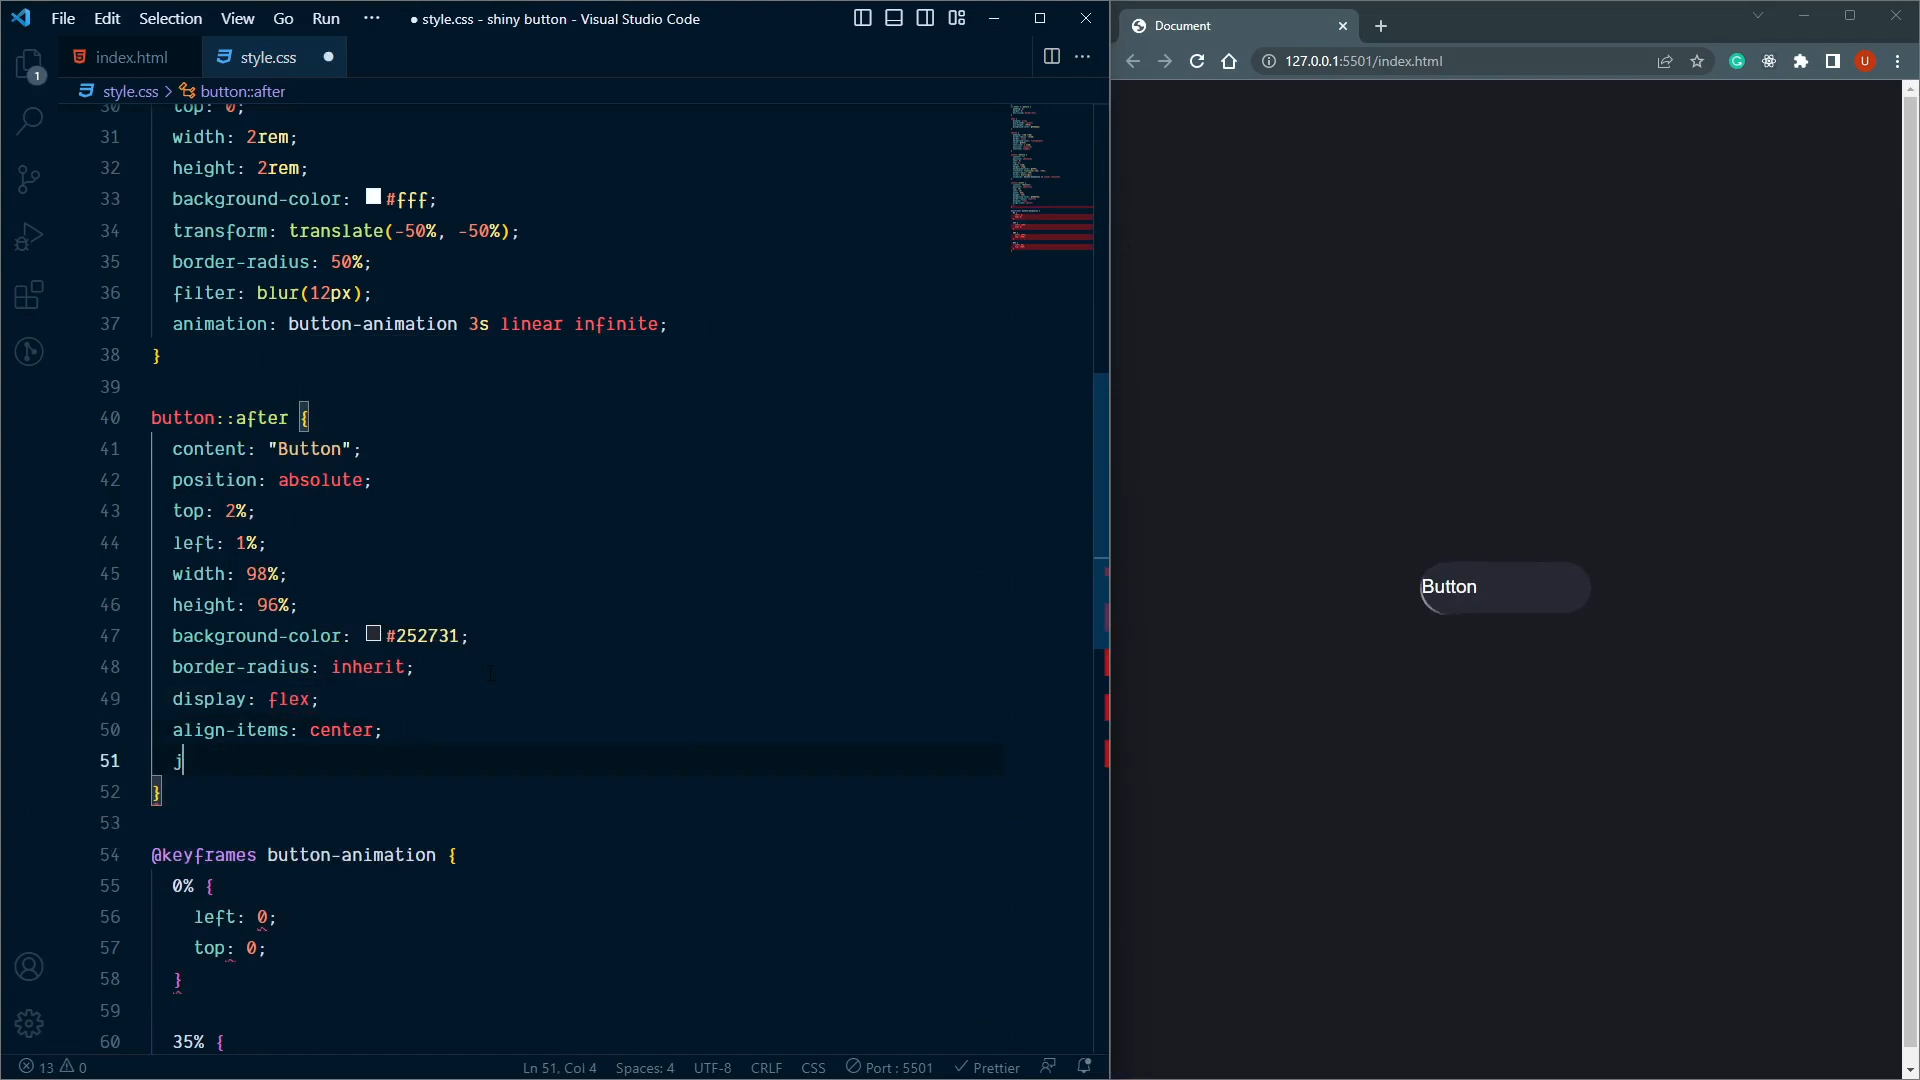 File Edit Selection View Go Run ··· ● style.css - shiny button - Visual Studio Code
index.html style.css
style.css > button::after
30 top: 0;
31 width: 2rem;
32 height: 2rem;
33 background-color: #fff;
34 transform: translate(-50%, -50%);
35 border-radius: 50%;
36 filter: blur(12px);
37 animation: button-animation 3s linear infinite;
38 }
39
40 button::after {
41 content: "Button";
42 position: absolute;
43 top: 2%;
44 left: 1%;
45 width: 98%;
46 height: 96%;
47 background-color: #252731;
48 border-radius: inherit;
49 display: flex;
50 align-items: center;
51 j
52 }
53
54 @keyframes button-animation {
55 0% {
56 left: 0;
57 top: 0;
58 }
59
60 35% {
1
13 0 Ln 51, Col 4 Spaces: 4 UTF-8 CRLF CSS Port : 5501 Prettier
Document
127.0.0.1:5501/index.html
U
Button